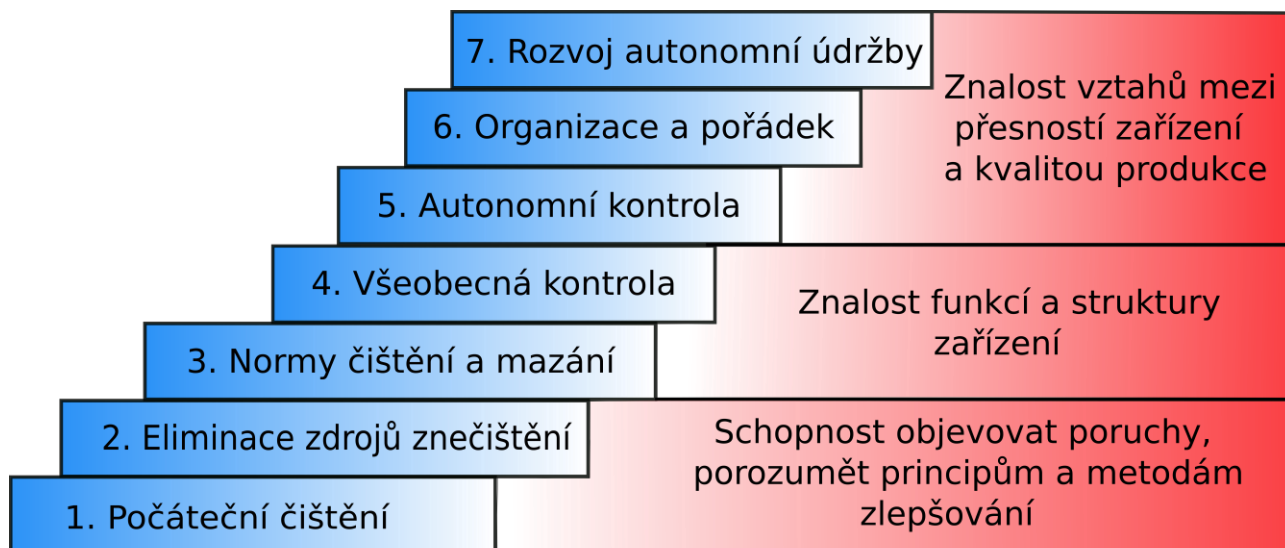 7. Rozvoj autonomní údržby
6. Organizace a pořádek
5. Autonomní kontrola
Znalost vztahů mezi
přesností zařízení
a kvalitou produkce
4. Všeobecná kontrola
3. Normy čištění a mazání
Znalost funkcí a struktury
zařízení
2. Eliminace zdrojů znečištění
1. Počáteční čištění
Schopnost objevovat poruchy,
porozumět principům a metodám
zlepšování